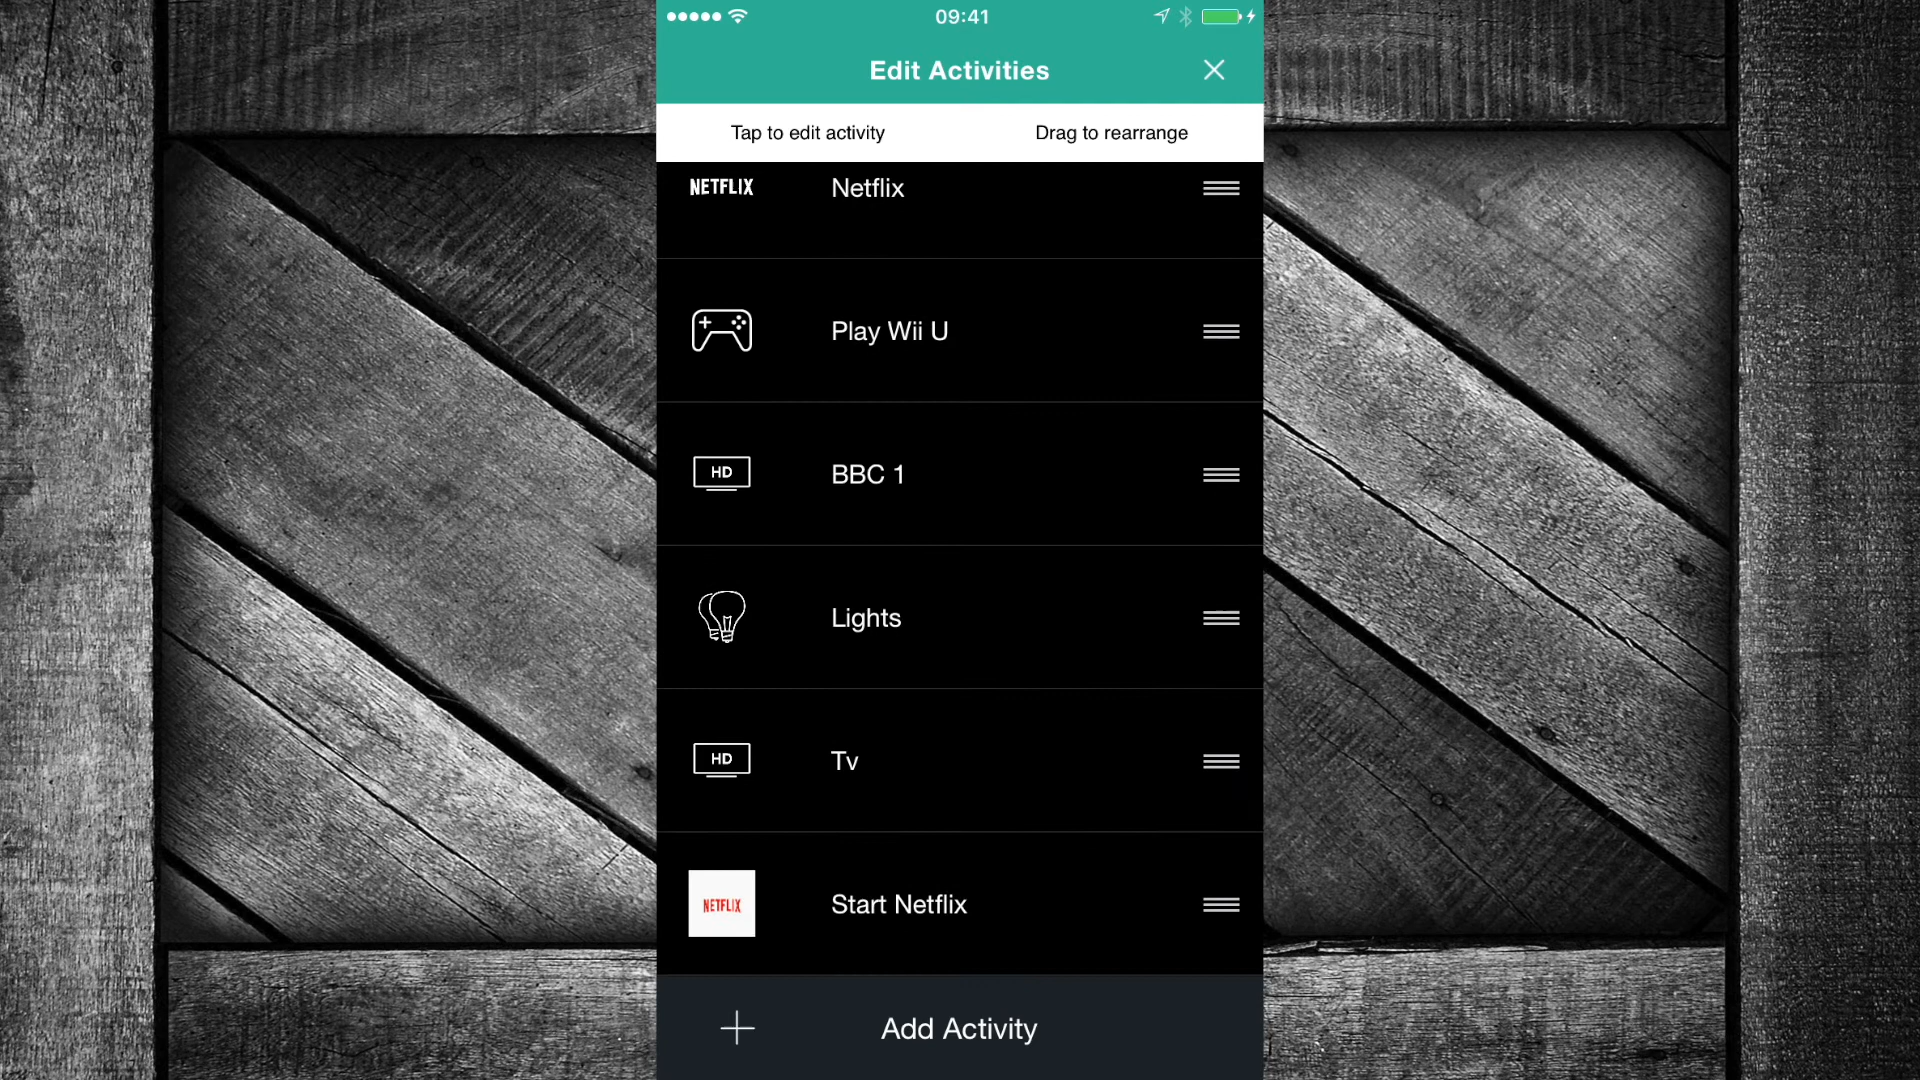 09:41
Edit Activities
Tap to edit activity Drag to rearrange
NETFLIX Netflix
Play Wii U
HD BBC 1
Lights
HD Tv
NETFLIX Start Netflix
Add Activity